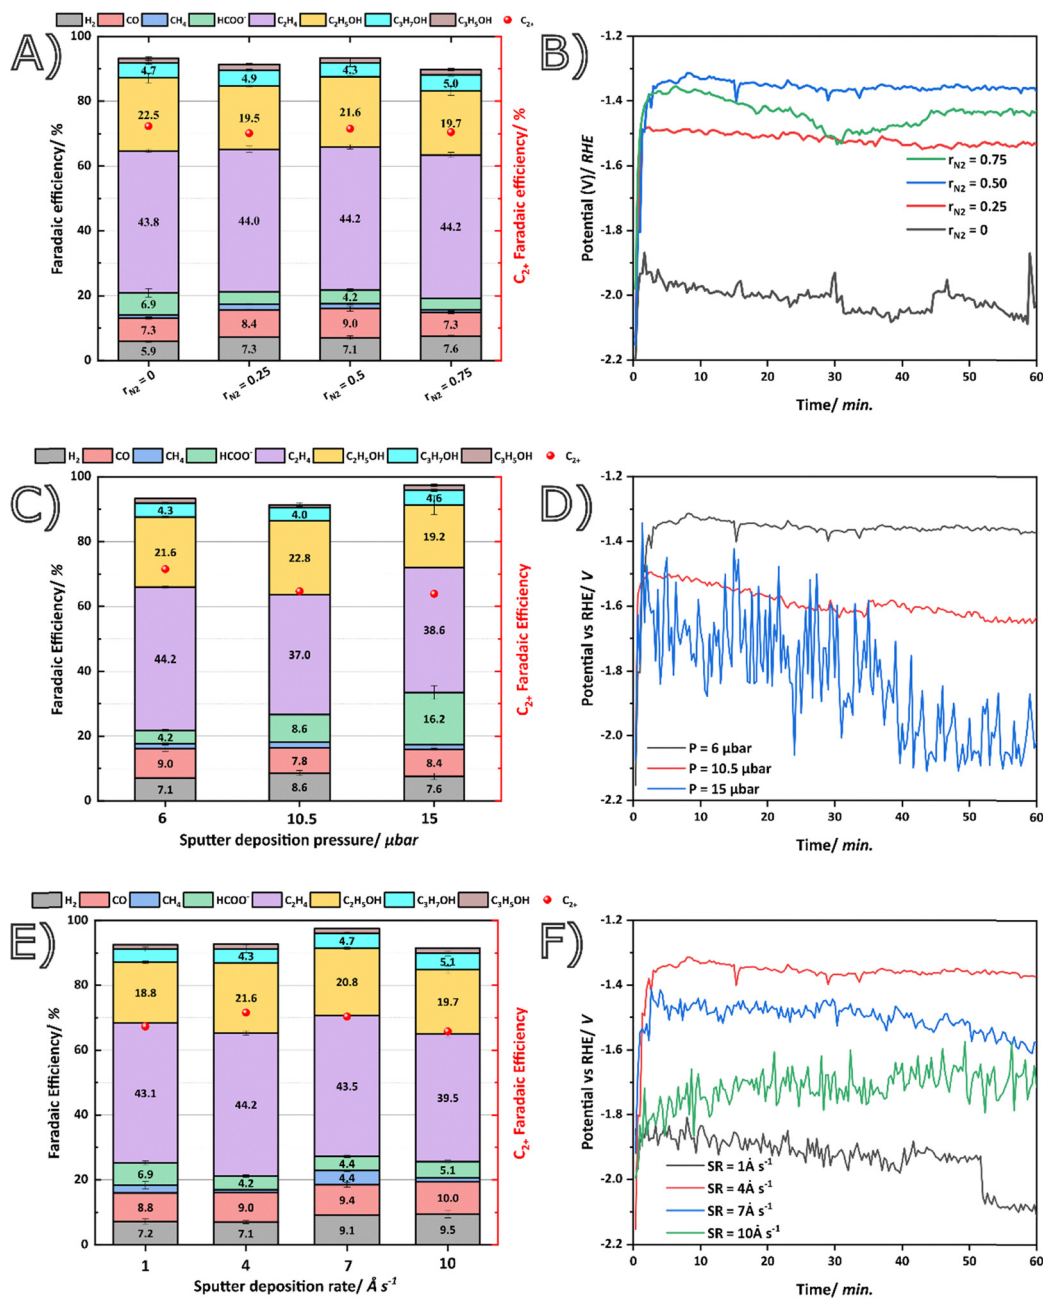 H2 CO CH4 HCOO- C2H4 C2H5OH C3H7OH C3H5OH C2+
A)
Faradaic efficiency/ %
100
80
60
40
20
0
4.7 4.9 4.3 5.0
22.5 19.5 21.6 19.7
43.8 44.0 44.2 44.2
6.9 4.2
7.3 8.4 9.0 7.3
5.9 7.3 7.1 7.6
rN2 = 0 rN2 = 0.25 rN2 = 0.5 rN2 = 0.75
C2+ Faradaic efficiency/ %
B)
Potential (V)/ RHE
-1.2
-1.4
-1.6
-1.8
-2.0
-2.2
rN2 = 0.75
rN2 = 0.50
rN2 = 0.25
rN2 = 0
0 10 20 30 40 50 60
Time/ min.
H2 CO CH4 HCOO- C2H4 C2H5OH C3H7OH C3H5OH C2+
C)
Faradaic Efficiency/ %
100
80
60
40
20
0
4.3 4.0 4.6
21.6 22.8 19.2
44.2 37.0 38.6
4.2 8.6 16.2
9.0 7.8 8.4
7.1 8.6 7.6
6 10.5 15
Sputter deposition pressure/ μbar
C2+ Faradaic Efficiency
D)
Potential vs RHE/ V
-1.2
-1.4
-1.6
-1.8
-2.0
-2.2
P = 6 μbar
P = 10.5 μbar
P = 15 μbar
0 10 20 30 40 50 60
Time/ min.
H2 CO CH4 HCOO- C2H4 C2H5OH C3H7OH C3H5OH C2+
E)
Faradaic Efficiency/ %
100
80
60
40
20
0
4.3 4.7 5.1
18.8 21.6 20.8 19.7
43.1 44.2 43.5 39.5
6.9 4.2 4.4 5.1
4.4
8.8 9.0 9.4 10.0
7.2 7.1 9.1 9.5
1 4 7 10
Sputter deposition rate/ Å s-1
C2+ Faradaic Efficiency
F)
Potential vs RHE/ V
-1.2
-1.4
-1.6
-1.8
-2.0
-2.2
SR = 1Å s-1
SR = 4Å s-1
SR = 7Å s-1
SR = 10Å s-1
0 10 20 30 40 50 60
Time/ min.